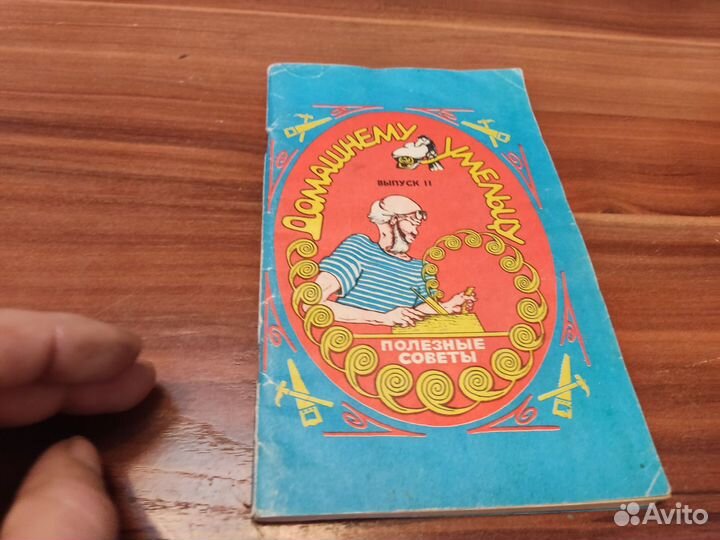 ДОМАШНЕМУ УМЕЛЬЦУ
ВЫПУСК 11
ПОЛЕЗНЫЕ
СОВЕТЫ
Avito